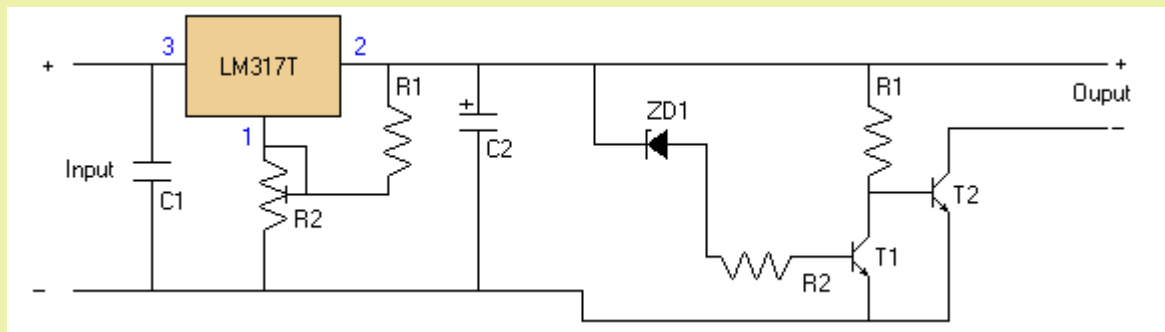 3
LM317T
2
+
R1
+
R1
Ouput
ZD1
+
1
C2
−
Input
C1
R2
T2
T1
R2
−